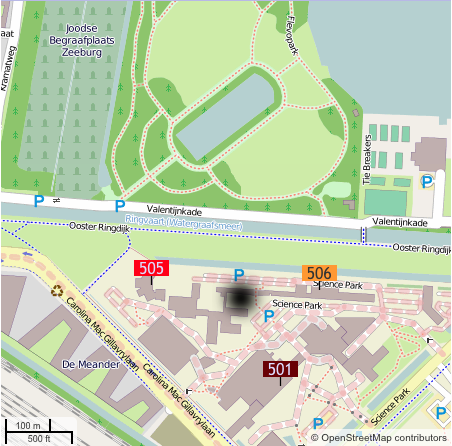 Joodse
Begraafplaats
Zeeburg
Flevopark
aat
Kramatweg
Tie Breakers
P
P
P
Valentijnkade
Valentijnkade
Ringvaart (Watergraafsmeer)
Ooster Ringdijk
Ooster Ringdijk
505
P
506
Science Park
Science Park
P
Carolina MacGillavrylaan
De Meander
501
Carolina MacGillavrylaan
Science Park
P
P
100 m
500 ft
© OpenStreetMap contributors